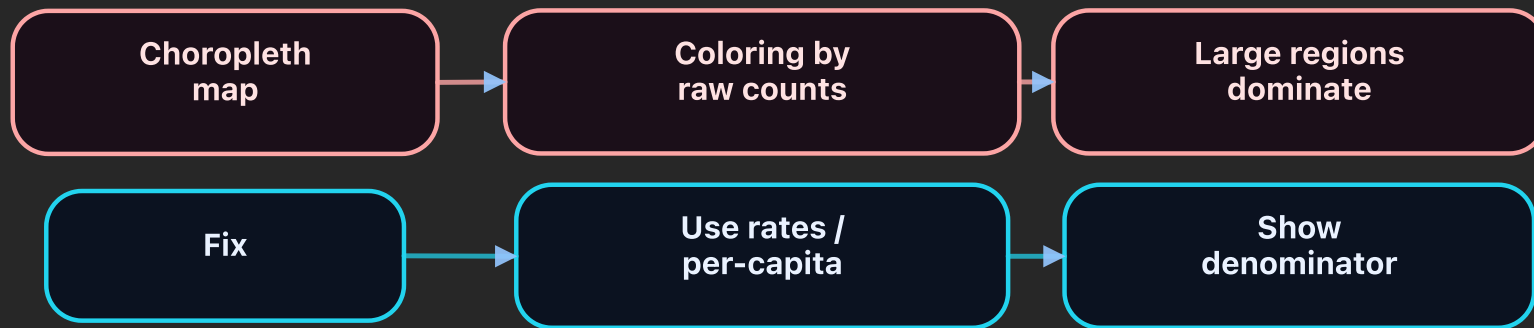 Choropleth
map
Coloring by
raw counts
Large regions
dominate
Fix
Use rates /
per-capita
Show
denominator